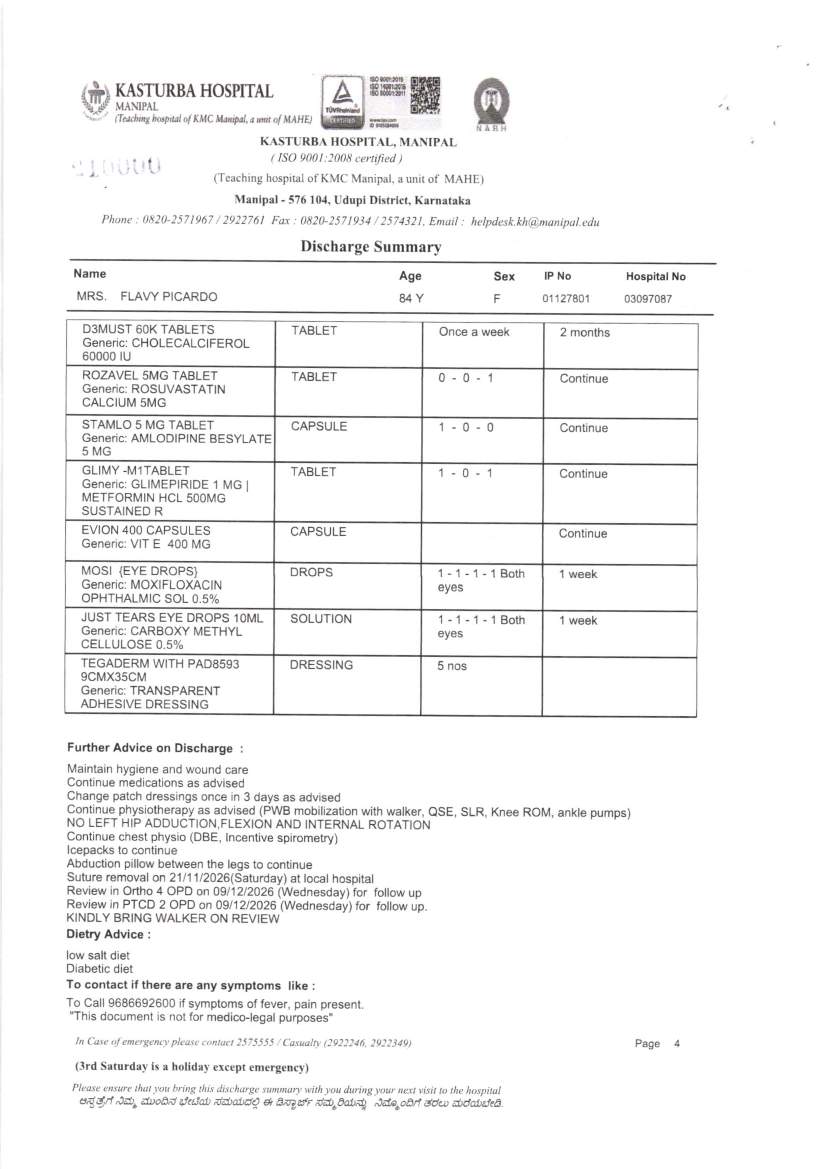 KASTURBA HOSPITAL
MANIPAL
(Teaching hospital of KMC Manipal, a unit of MAHE)
TÜVRheinland
CERTIFIED
ISO 9001:2015
NABH
KASTURBA HOSPITAL, MANIPAL
( ISO 9001:2008 certified )
(Teaching hospital of KMC Manipal, a unit of MAHE)
Manipal - 576 104, Udupi District, Karnataka
Phone : 0820-2571967 / 2922761 Fax : 0820-2571934 / 2574321, Email : helpdesk.kh@manipal.edu
Discharge Summary
Name Age Sex IP No Hospital No
MRS. FLAVY PICARDO 84 Y F 01127801 03097087
D3MUST 60K TABLETS TABLET Once a week 2 months
Generic: CHOLECALCIFEROL
60000 IU
ROZAVEL 5MG TABLET TABLET 0 - 0 - 1 Continue
Generic: ROSUVASTATIN
CALCIUM 5MG
STAMLO 5 MG TABLET CAPSULE 1 - 0 - 0 Continue
Generic: AMLODIPINE BESYLATE
5 MG
GLIMY -M1TABLET TABLET 1 - 0 - 1 Continue
Generic: GLIMEPIRIDE 1 MG |
METFORMIN HCL 500MG
SUSTAINED R
EVION 400 CAPSULES CAPSULE Continue
Generic: VIT E 400 MG
MOSI {EYE DROPS} DROPS 1 - 1 - 1 - 1 Both 1 week
Generic: MOXIFLOXACIN eyes
OPHTHALMIC SOL 0.5%
JUST TEARS EYE DROPS 10ML SOLUTION 1 - 1 - 1 - 1 Both 1 week
Generic: CARBOXY METHYL eyes
CELLULOSE 0.5%
TEGADERM WITH PAD8593 DRESSING 5 nos
9CMX35CM
Generic: TRANSPARENT
ADHESIVE DRESSING
Further Advice on Discharge :
Maintain hygiene and wound care
Continue medications as advised
Change patch dressings once in 3 days as advised
Continue physiotherapy as advised (PWB mobilization with walker, QSE, SLR, Knee ROM, ankle pumps)
NO LEFT HIP ADDUCTION,FLEXION AND INTERNAL ROTATION
Continue chest physio (DBE, Incentive spirometry)
Icepacks to continue
Abduction pillow between the legs to continue
Suture removal on 21/11/2026(Saturday) at local hospital
Review in Ortho 4 OPD on 09/12/2026 (Wednesday) for follow up
Review in PTCD 2 OPD on 09/12/2026 (Wednesday) for follow up.
KINDLY BRING WALKER ON REVIEW
Dietry Advice :
low salt diet
Diabetic diet
To contact if there are any symptoms like :
To Call 9686692600 if symptoms of fever, pain present.
"This document is not for medico-legal purposes"
In Case of emergency please contact 2575555 / Casualty (2922246, 2922349)
Page 4
(3rd Saturday is a holiday except emergency)
Please ensure that you bring this discharge summary with you during your next visit to the hospital
ಆಸ್ಪತ್ರೆಗೆ ನಿಮ್ಮ ಮುಂದಿನ ಭೇಟಿಯ ಸಮಯದಲ್ಲಿ ಈ ಡಿಸ್ಚಾರ್ಜ್ ಸಮ್ಮರಿಯನ್ನು ನಿಮ್ಮೊಂದಿಗೆ ತರಲು ಮರೆಯಬೇಡಿ.